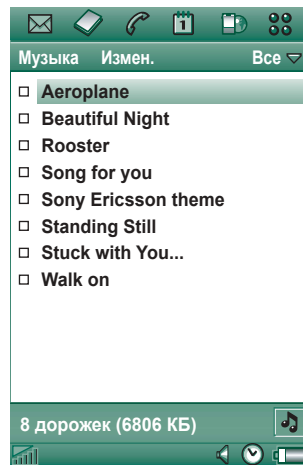 Музыка Измен. Все
Aeroplane
Beautiful Night
Rooster
Song for you
Sony Ericsson theme
Standing Still
Stuck with You...
Walk on
8 дорожек (6806 КБ)